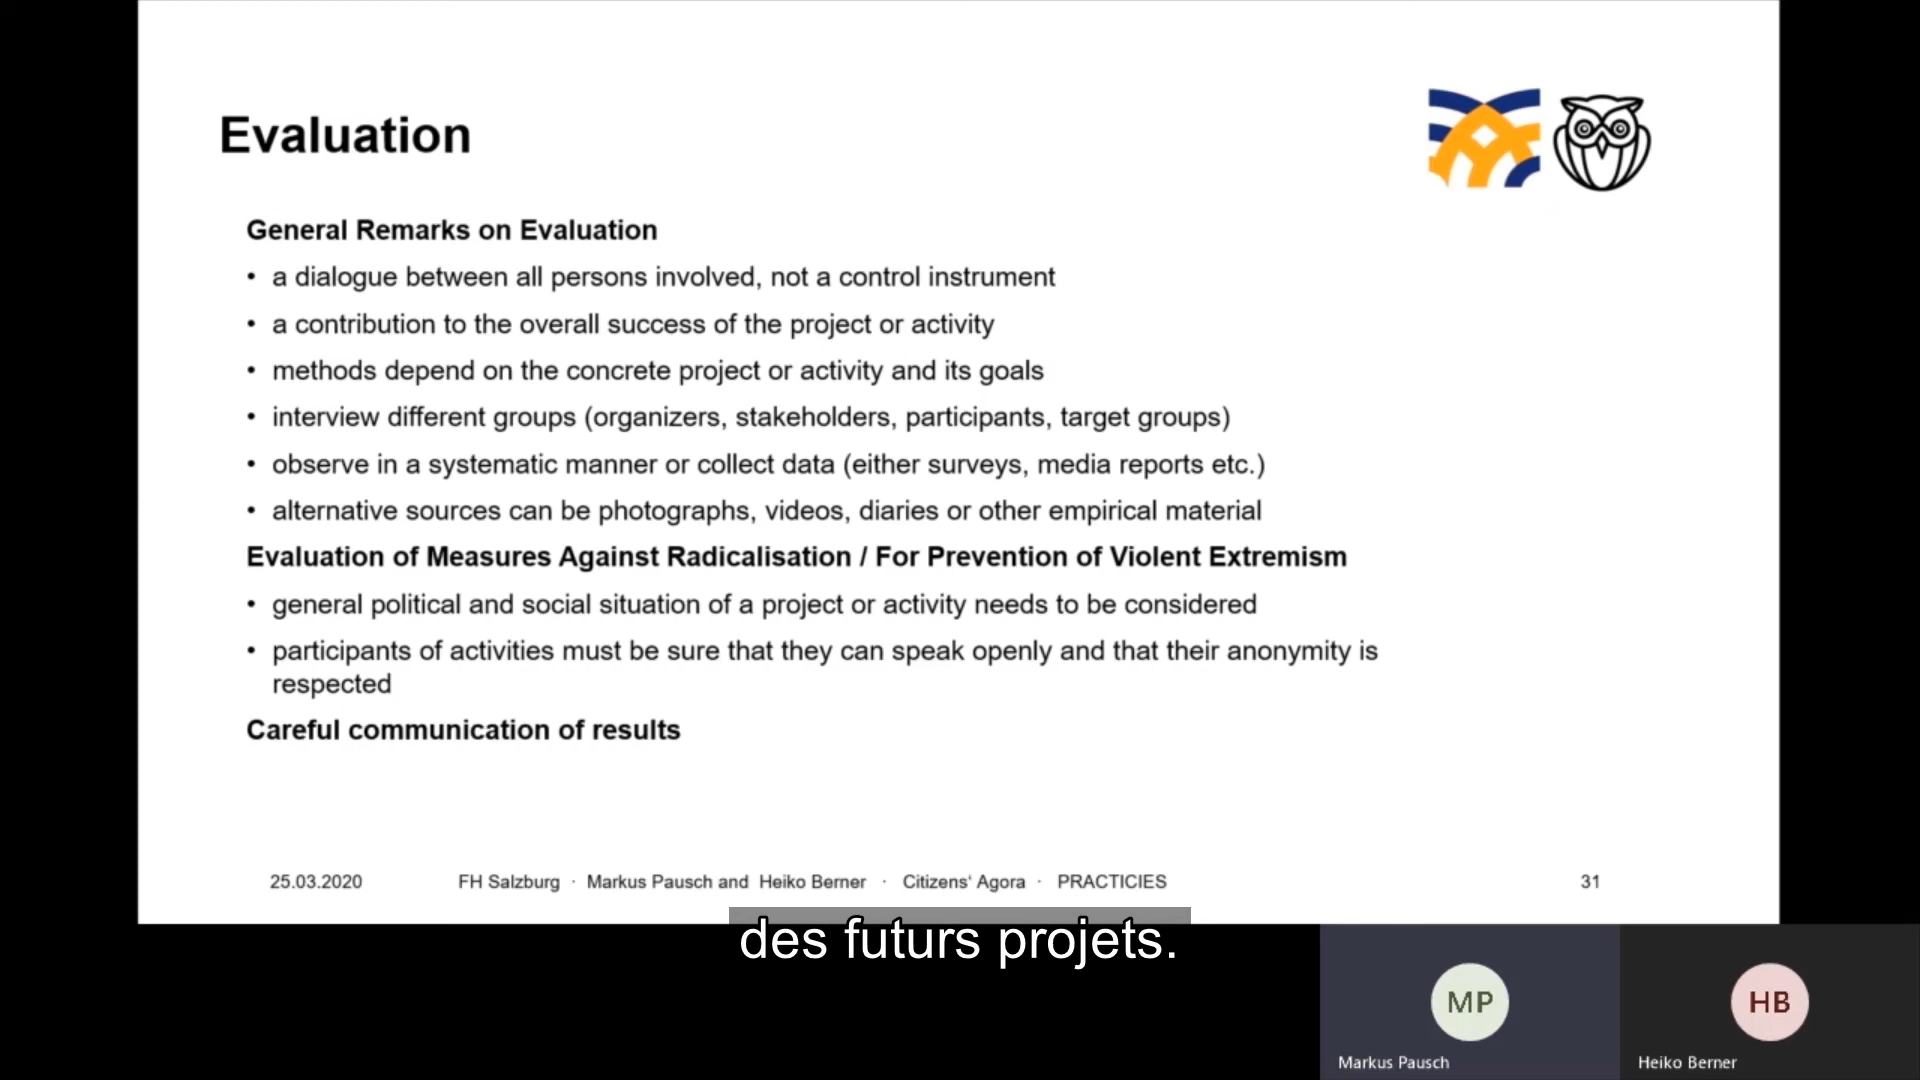 Evaluation
General Remarks on Evaluation
• a dialogue between all persons involved, not a control instrument
• a contribution to the overall success of the project or activity
• methods depend on the concrete project or activity and its goals
• interview different groups (organizers, stakeholders, participants, target groups)
• observe in a systematic manner or collect data (either surveys, media reports etc.)
• alternative sources can be photographs, videos, diaries or other empirical material
Evaluation of Measures Against Radicalisation / For Prevention of Violent Extremism
• general political and social situation of a project or activity needs to be considered
• participants of activities must be sure that they can speak openly and that their anonymity is
respected
Careful communication of results
25.03.2020 FH Salzburg · Markus Pausch and Heiko Berner · Citizens‘ Agora · PRACTICIES 31
des futurs projets.
MP HB
Markus Pausch Heiko Berner